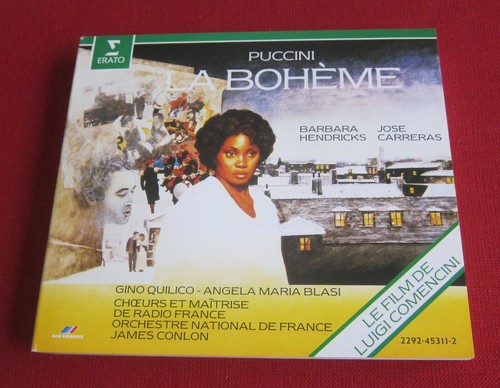 ERATO
PUCCINI
LA BOHÈME
BARBARA HENDRICKS
JOSE CARRERAS
GINO QUILICO - ANGELA MARIA BLASI
CHŒURS ET MAÎTRISE
DE RADIO FRANCE
ORCHESTRE NATIONAL DE FRANCE
JAMES CONLON
LE FILM DE
LUIGI COMENCINI
2292-45311-2